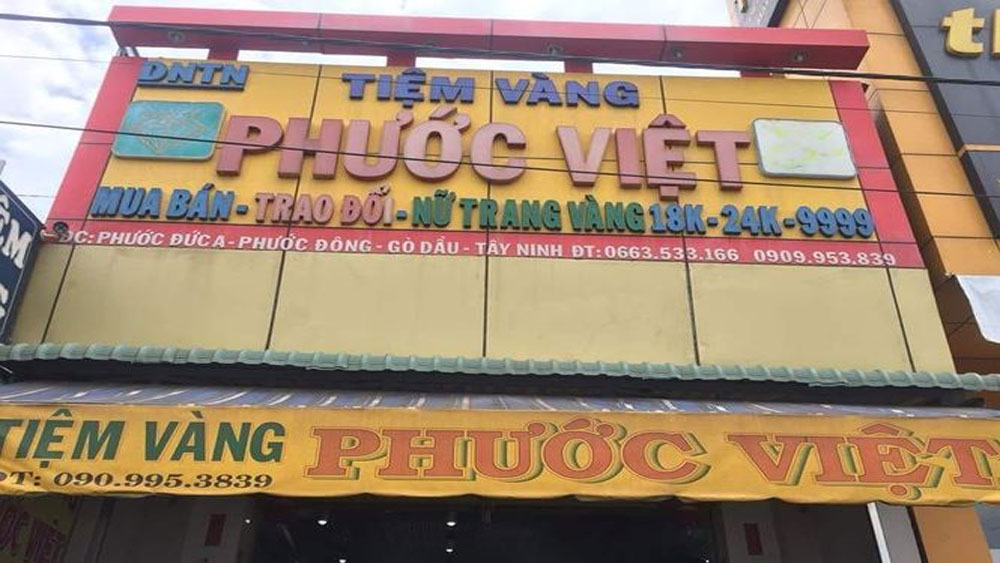 DNTN
TIỆM VÀNG
PHƯỚC VIỆT
MUA BÁN - TRAO ĐỔI - NỮ TRANG VÀNG 18K - 24K - 9999
ĐC: PHƯỚC ĐỨC A - PHƯỚC ĐÔNG - GÒ DẦU - TÂY NINH ĐT: 0663.533.166 0909.953.839
TIỆM VÀNG PHƯỚC VIỆT
ĐT: 090.995.3839